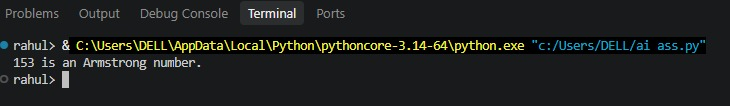 Problems Output Debug Console Terminal Ports
rahul> & C:\Users\DELL\AppData\Local\Python\pythoncore-3.14-64\python.exe "c:/Users/DELL/ai ass.py"
153 is an Armstrong number.
rahul>